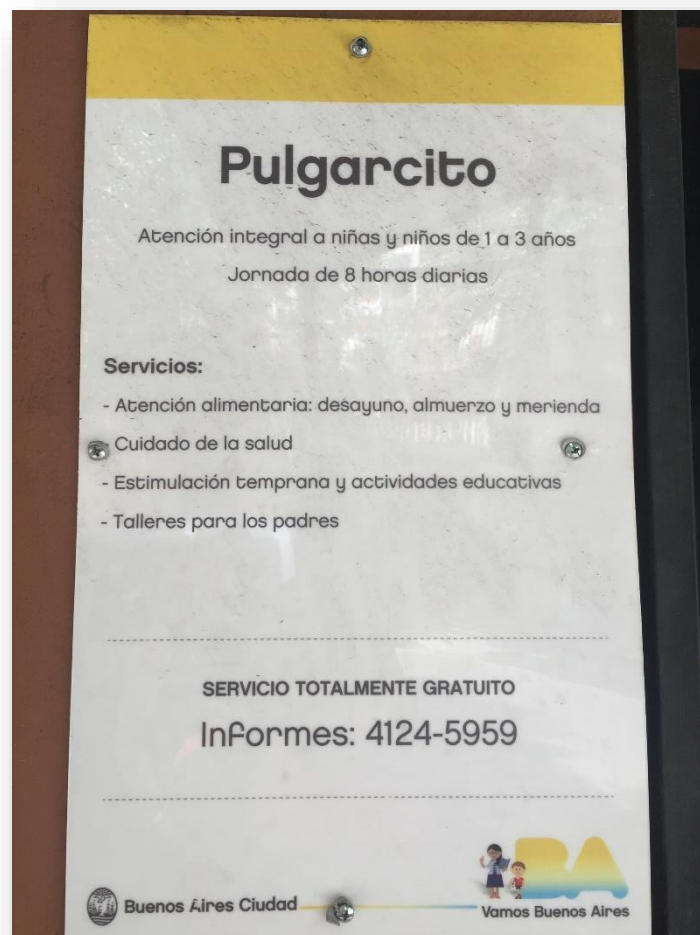 Pulgarcito
Atención integral a niñas y niños de 1 a 3 años
Jornada de 8 horas diarias
Servicios:
- Atención alimentaria: desayuno, almuerzo y merienda
- Cuidado de la salud
- Estimulación temprana y actividades educativas
- Talleres para los padres
SERVICIO TOTALMENTE GRATUITO
Informes: 4124-5959
BA
Buenos Aires Ciudad
Vamos Buenos Aires